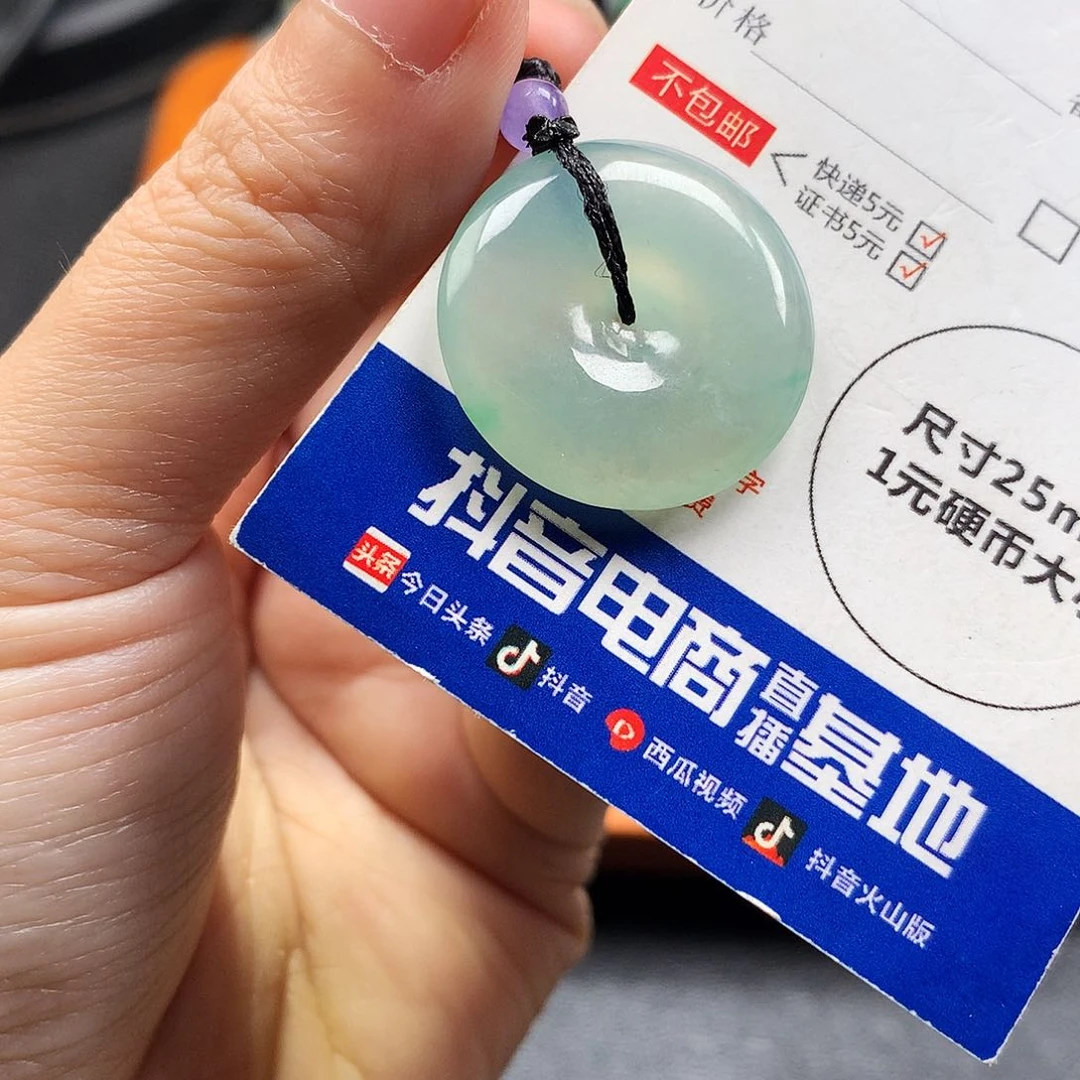 价格
不包邮
快递5元
证书5元
尺寸25m
1元硬币大
字
抖音电商直播基地
头条 今日头条 抖音 西瓜视频 抖音火山版